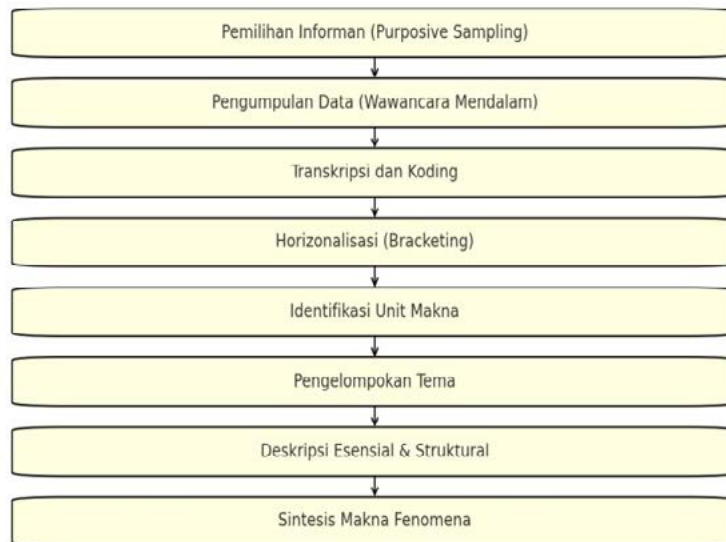 Pemilihan Informan (Purposive Sampling)
Pengumpulan Data (Wawancara Mendalam)
Transkripsi dan Koding
Horizonalisasi (Bracketing)
Identifikasi Unit Makna
Pengelompokan Tema
Deskripsi Esensial & Struktural
Sintesis Makna Fenomena